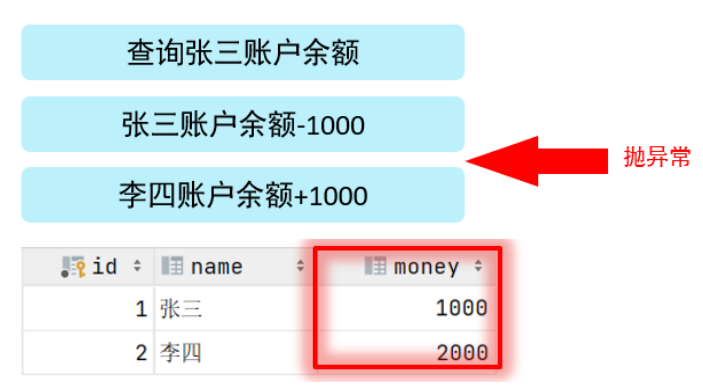 查询张三账户余额
张三账户余额-1000
抛异常
李四账户余额+1000
id name money
1 张三 1000
2 李四 2000